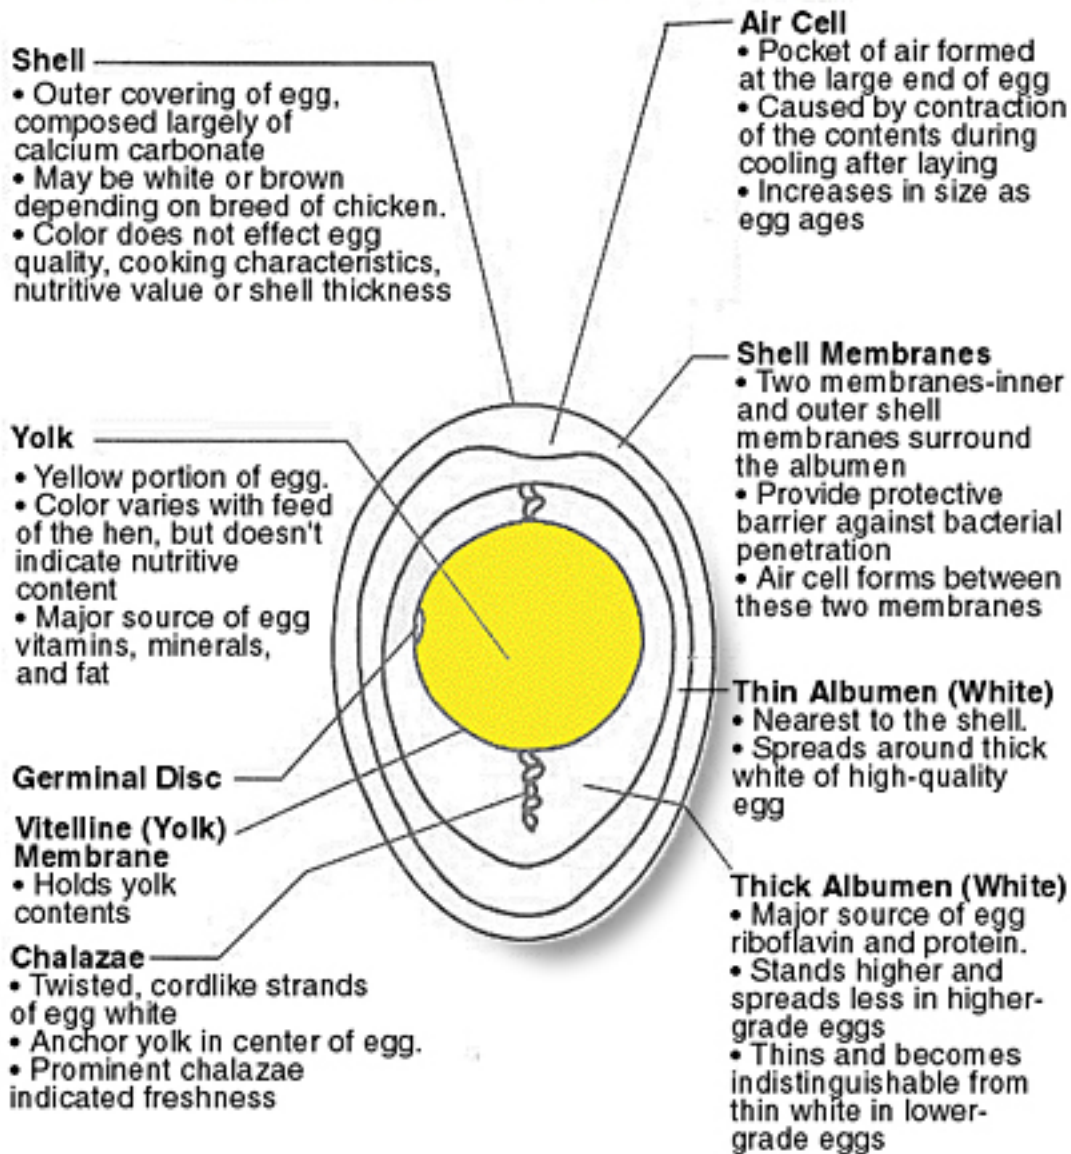 Shell
• Outer covering of egg,
composed largely of
calcium carbonate
• May be white or brown
depending on breed of chicken.
• Color does not effect egg
quality, cooking characteristics,
nutritive value or shell thickness
Yolk
• Yellow portion of egg.
• Color varies with feed
of the hen, but doesn't
indicate nutritive
content
• Major source of egg
vitamins, minerals,
and fat
Germinal Disc
Vitelline (Yolk)
Membrane
• Holds yolk
contents
Chalazae
• Twisted, cordlike strands
of egg white
• Anchor yolk in center of egg.
• Prominent chalazae
indicated freshness
Air Cell
• Pocket of air formed
at the large end of egg
• Caused by contraction
of the contents during
cooling after laying
• Increases in size as
egg ages
Shell Membranes
• Two membranes-inner
and outer shell
membranes surround
the albumen
• Provide protective
barrier against bacterial
penetration
• Air cell forms between
these two membranes
Thin Albumen (White)
• Nearest to the shell.
• Spreads around thick
white of high-quality
egg
Thick Albumen (White)
• Major source of egg
riboflavin and protein.
• Stands higher and
spreads less in higher-
grade eggs
• Thins and becomes
indistinguishable from
thin white in lower-
grade eggs